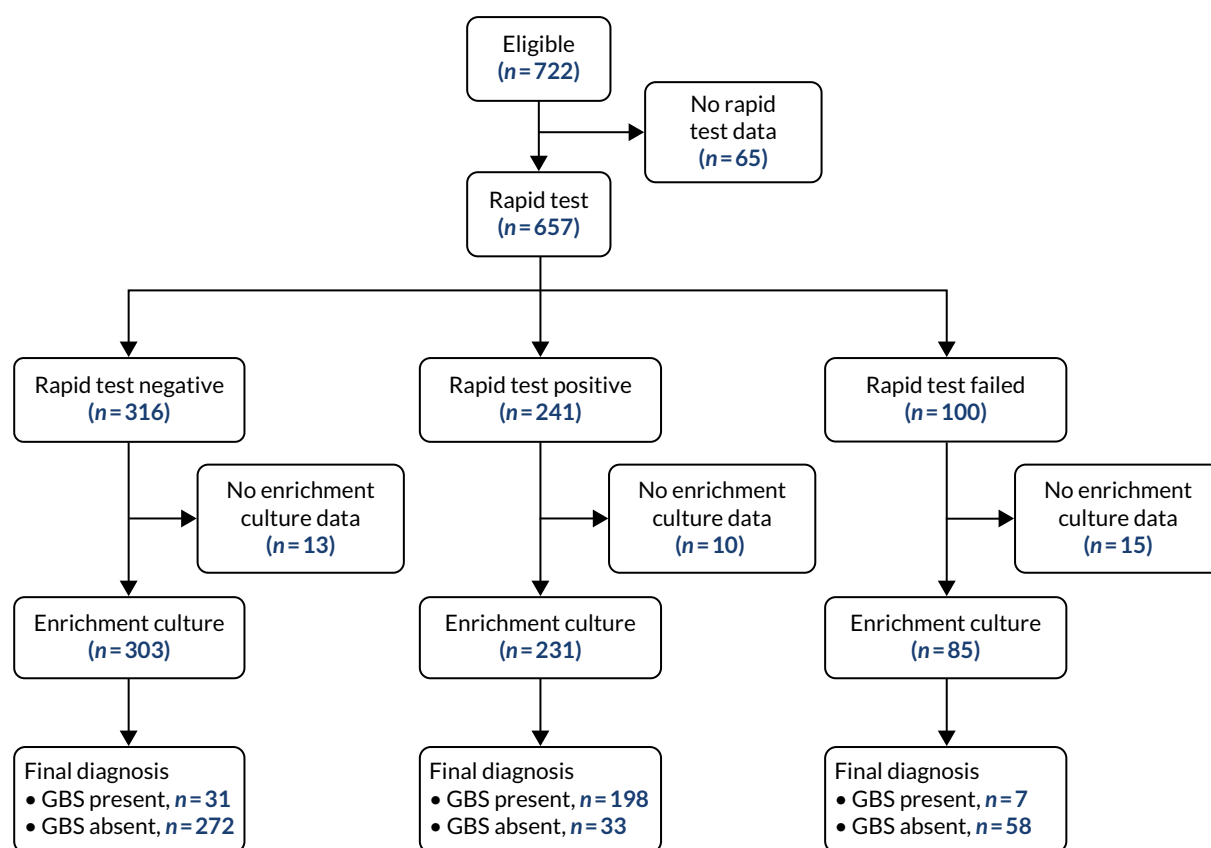 Eligible
(n=722)
No rapid
test data
(n=65)
Rapid test
(n=657)
Rapid test negative
(n=316)
Rapid test positive
(n=241)
Rapid test failed
(n=100)
No enrichment
culture data
(n=13)
No enrichment
culture data
(n=10)
No enrichment
culture data
(n=15)
Enrichment culture
(n=303)
Enrichment culture
(n=231)
Enrichment culture
(n=85)
Final diagnosis
• GBS present, n=31
• GBS absent, n=272
Final diagnosis
• GBS present, n=198
• GBS absent, n=33
Final diagnosis
• GBS present, n=7
• GBS absent, n=58